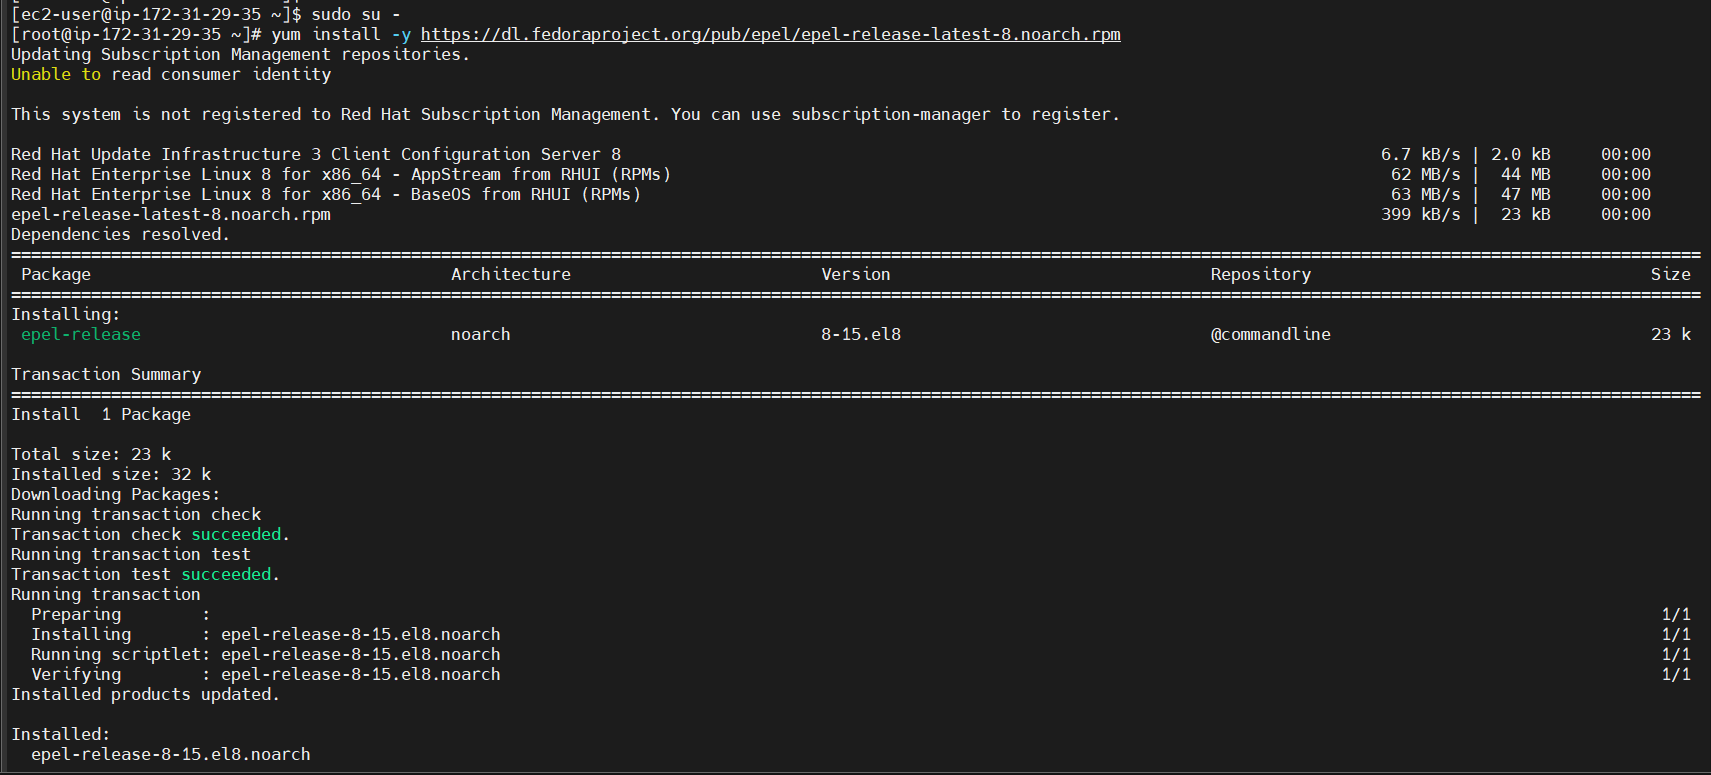 [ec2-user@ip-172-31-29-35 ~]$ sudo su -
[root@ip-172-31-29-35 ~]# yum install -y https://dl.fedoraproject.org/pub/epel/epel-release-latest-8.noarch.rpm
Updating Subscription Management repositories.
Unable to read consumer identity
This system is not registered to Red Hat Subscription Management. You can use subscription-manager to register.
Red Hat Update Infrastructure 3 Client Configuration Server 8 6.7 kB/s | 2.0 kB 00:00
Red Hat Enterprise Linux 8 for x86_64 - AppStream from RHUI (RPMs) 62 MB/s | 44 MB 00:00
Red Hat Enterprise Linux 8 for x86_64 - BaseOS from RHUI (RPMs) 63 MB/s | 47 MB 00:00
epel-release-latest-8.noarch.rpm 399 kB/s | 23 kB 00:00
Dependencies resolved.
Package Architecture Version Repository Size
Installing:
epel-release noarch 8-15.el8 @commandline 23 k
Transaction Summary
Install 1 Package
Total size: 23 k
Installed size: 32 k
Downloading Packages:
Running transaction check
Transaction check succeeded.
Running transaction test
Transaction test succeeded.
Running transaction
Preparing : 1/1
Installing : epel-release-8-15.el8.noarch 1/1
Running scriptlet: epel-release-8-15.el8.noarch 1/1
Verifying : epel-release-8-15.el8.noarch 1/1
Installed products updated.
Installed:
epel-release-8-15.el8.noarch